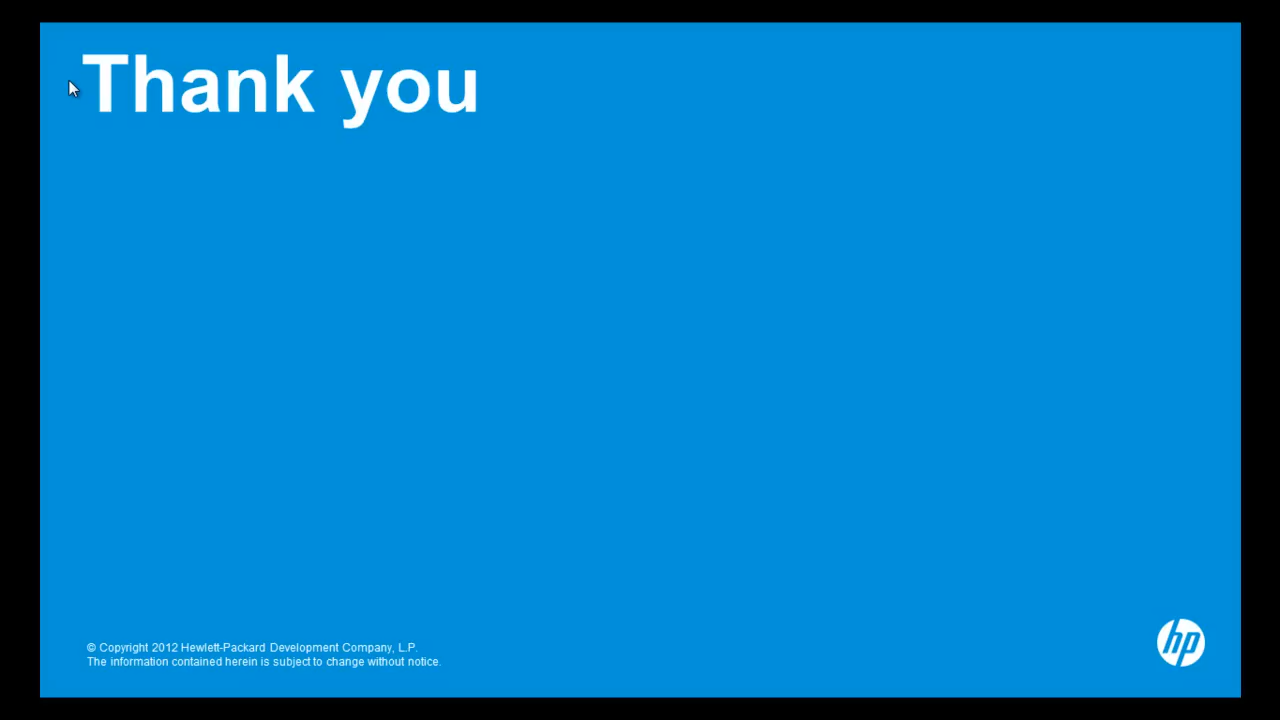 Thank you
© Copyright 2012 Hewlett-Packard Development Company, L.P.
The information contained herein is subject to change without notice.
hp